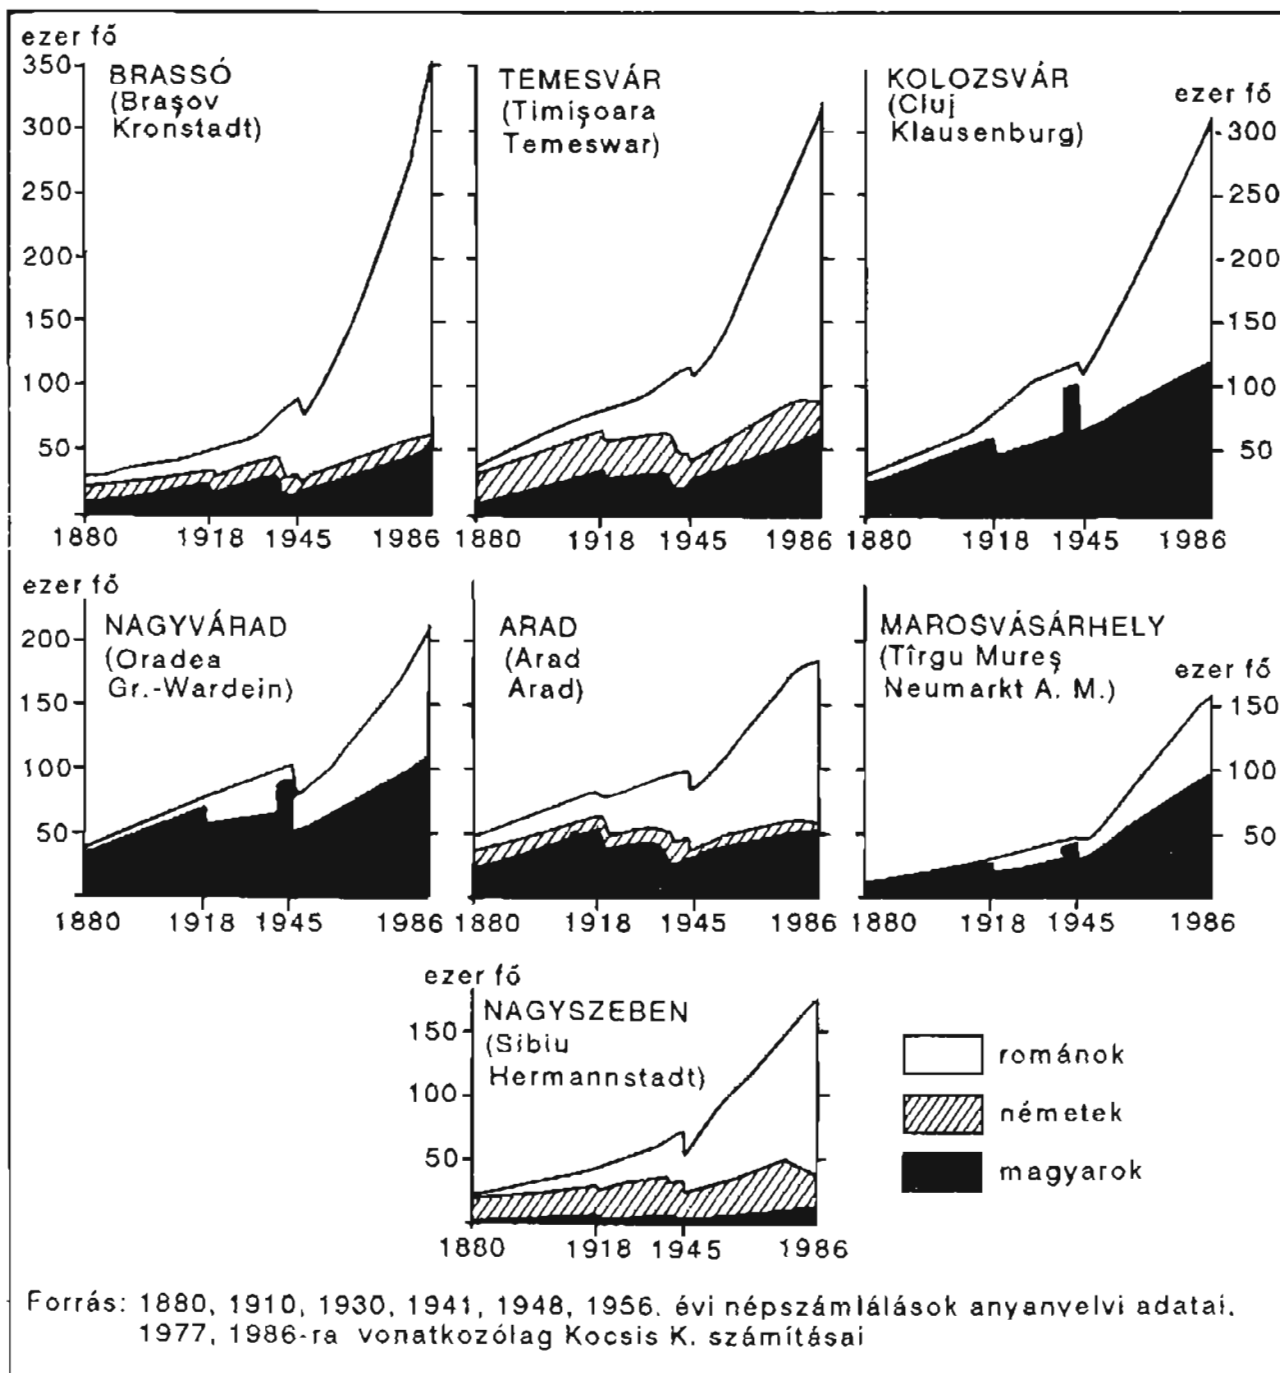 ezer fő
350
300
250
200
150
100
50
BRASSÓ
(Braşov
Kronstadt)
1880 1918 1945 1986
TEMESVÁR
(Timişoara
Temeswar)
1880 1918 1945 1986
KOLOZSVÁR
(Cluj
Klausenburg)
ezer fő
300
250
200
150
100
50
1880 1918 1945 1986
ezer fő
200
150
100
50
NAGYVÁRAD
(Oradea
Gr.-Wardein)
1880 1918 1945 1986
ARAD
(Arad
Arad)
1880 1918 1945 1986
MAROSVÁSÁRHELY
(Tîrgu Mureş
Neumarkt A. M.)
ezer fő
150
100
50
1880 1918 1945 1986
ezer fő
150
100
50
NAGYSZEBEN
(Sibiu
Hermannstadt)
1880 1918 1945 1986
románok
németek
magyarok
Forrás: 1880, 1910, 1930, 1941, 1948, 1956. évi népszámlálások anyanyelvi adatai.
1977, 1986-ra vonatkozólag Kocsis K. számításai